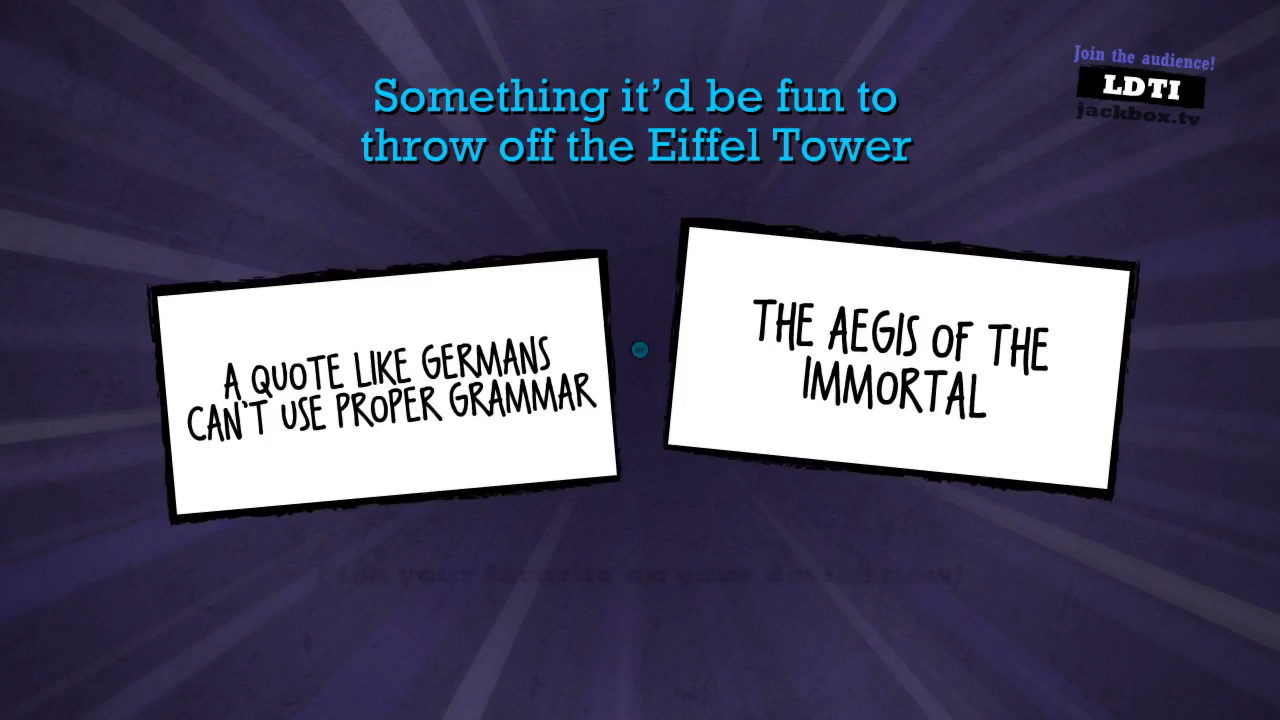 Join the audience!
LDTI
jackbox.tv
Something it’d be fun to
throw off the Eiffel Tower
A QUOTE LIKE GERMANS
CAN'T USE PROPER GRAMMAR
THE AEGIS OF THE
IMMORTAL